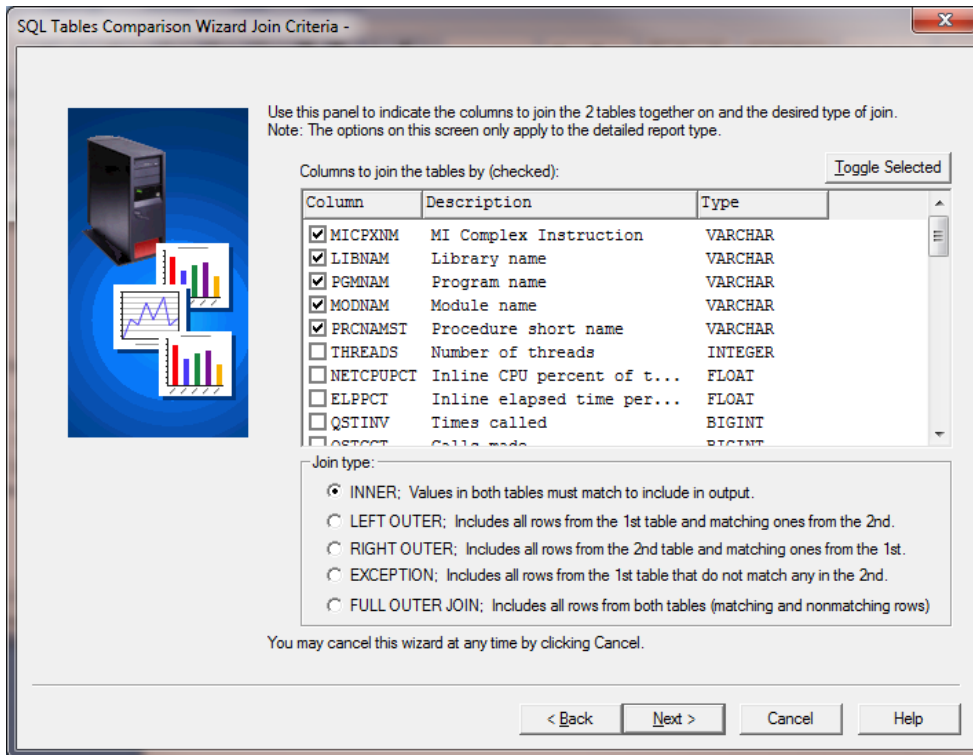 SQL Tables Comparison Wizard Join Criteria -
Use this panel to indicate the columns to join the 2 tables together on and the desired type of join.
Note: The options on this screen only apply to the detailed report type.
Columns to join the tables by (checked):
Toggle Selected
Column Description Type
MICPXNM MI Complex Instruction VARCHAR
LIBNAM Library name VARCHAR
PGMNAM Program name VARCHAR
MODNAM Module name VARCHAR
PRCNAMST Procedure short name VARCHAR
THREADS Number of threads INTEGER
NETCPUPCT Inline CPU percent of t... FLOAT
ELPPCT Inline elapsed time per... FLOAT
QSTINV Times called BIGINT
QSTCCT Calls made BIGINT
Join type:
INNER; Values in both tables must match to include in output.
LEFT OUTER; Includes all rows from the 1st table and matching ones from the 2nd.
RIGHT OUTER; Includes all rows from the 2nd table and matching ones from the 1st.
EXCEPTION; Includes all rows from the 1st table that do not match any in the 2nd.
FULL OUTER JOIN; Includes all rows from both tables (matching and nonmatching rows)
You may cancel this wizard at any time by clicking Cancel.
< Back Next > Cancel Help